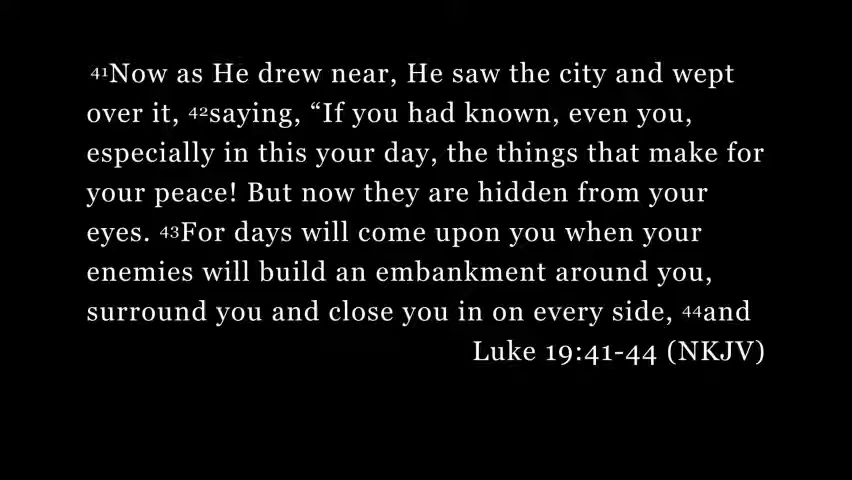 41Now as He drew near, He saw the city and wept
over it, 42saying, “If you had known, even you,
especially in this your day, the things that make for
your peace! But now they are hidden from your
eyes. 43For days will come upon you when your
enemies will build an embankment around you,
surround you and close you in on every side, 44and
Luke 19:41-44 (NKJV)